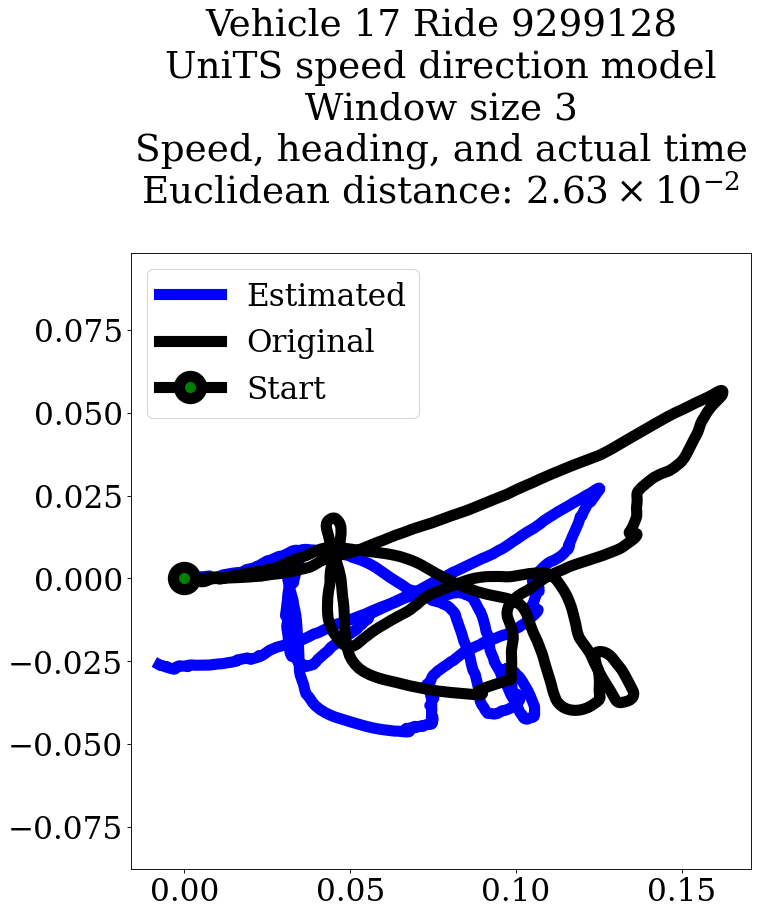 Vehicle 17 Ride 9299128
UniTS speed direction model
Window size 3
Speed, heading, and actual time
Euclidean distance: 2.63 × 10⁻²
Estimated
Original
Start
0.075
0.050
0.025
0.000
−0.025
−0.050
−0.075
0.00 0.05 0.10 0.15